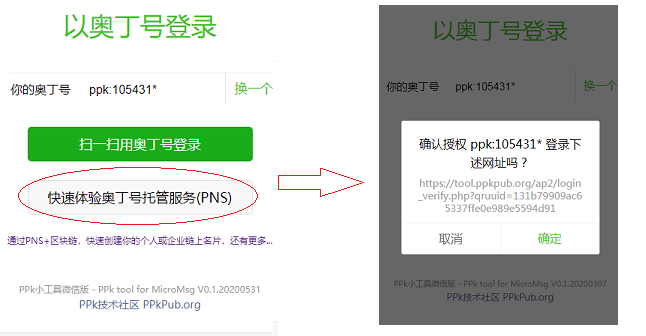 以奥丁号登录
你的奥丁号 ppk:105431* 换一个
扫一扫用奥丁号登录
快速体验奥丁号托管服务(PNS)
通过PNS+区块链，快速创建你的个人或企业链上名片，还有更多...
PPk小工具微信版 - PPk tool for MicroMsg V0.1.20200531
PPk技术社区 PPkPub.org
以奥丁号登录
你的奥丁号 ppk:105431* 换一个
确认授权 ppk:105431* 登录下
述网址吗？
https://tool.ppkpub.org/ap2/login
_verify.php?qruuid=131b79909ac6
5337ffe0e989e5594d91
取消 确定
PPk小工具微信版 - PPk tool for MicroMsg V0.1.20200307
PPk技术社区 PPkPub.org